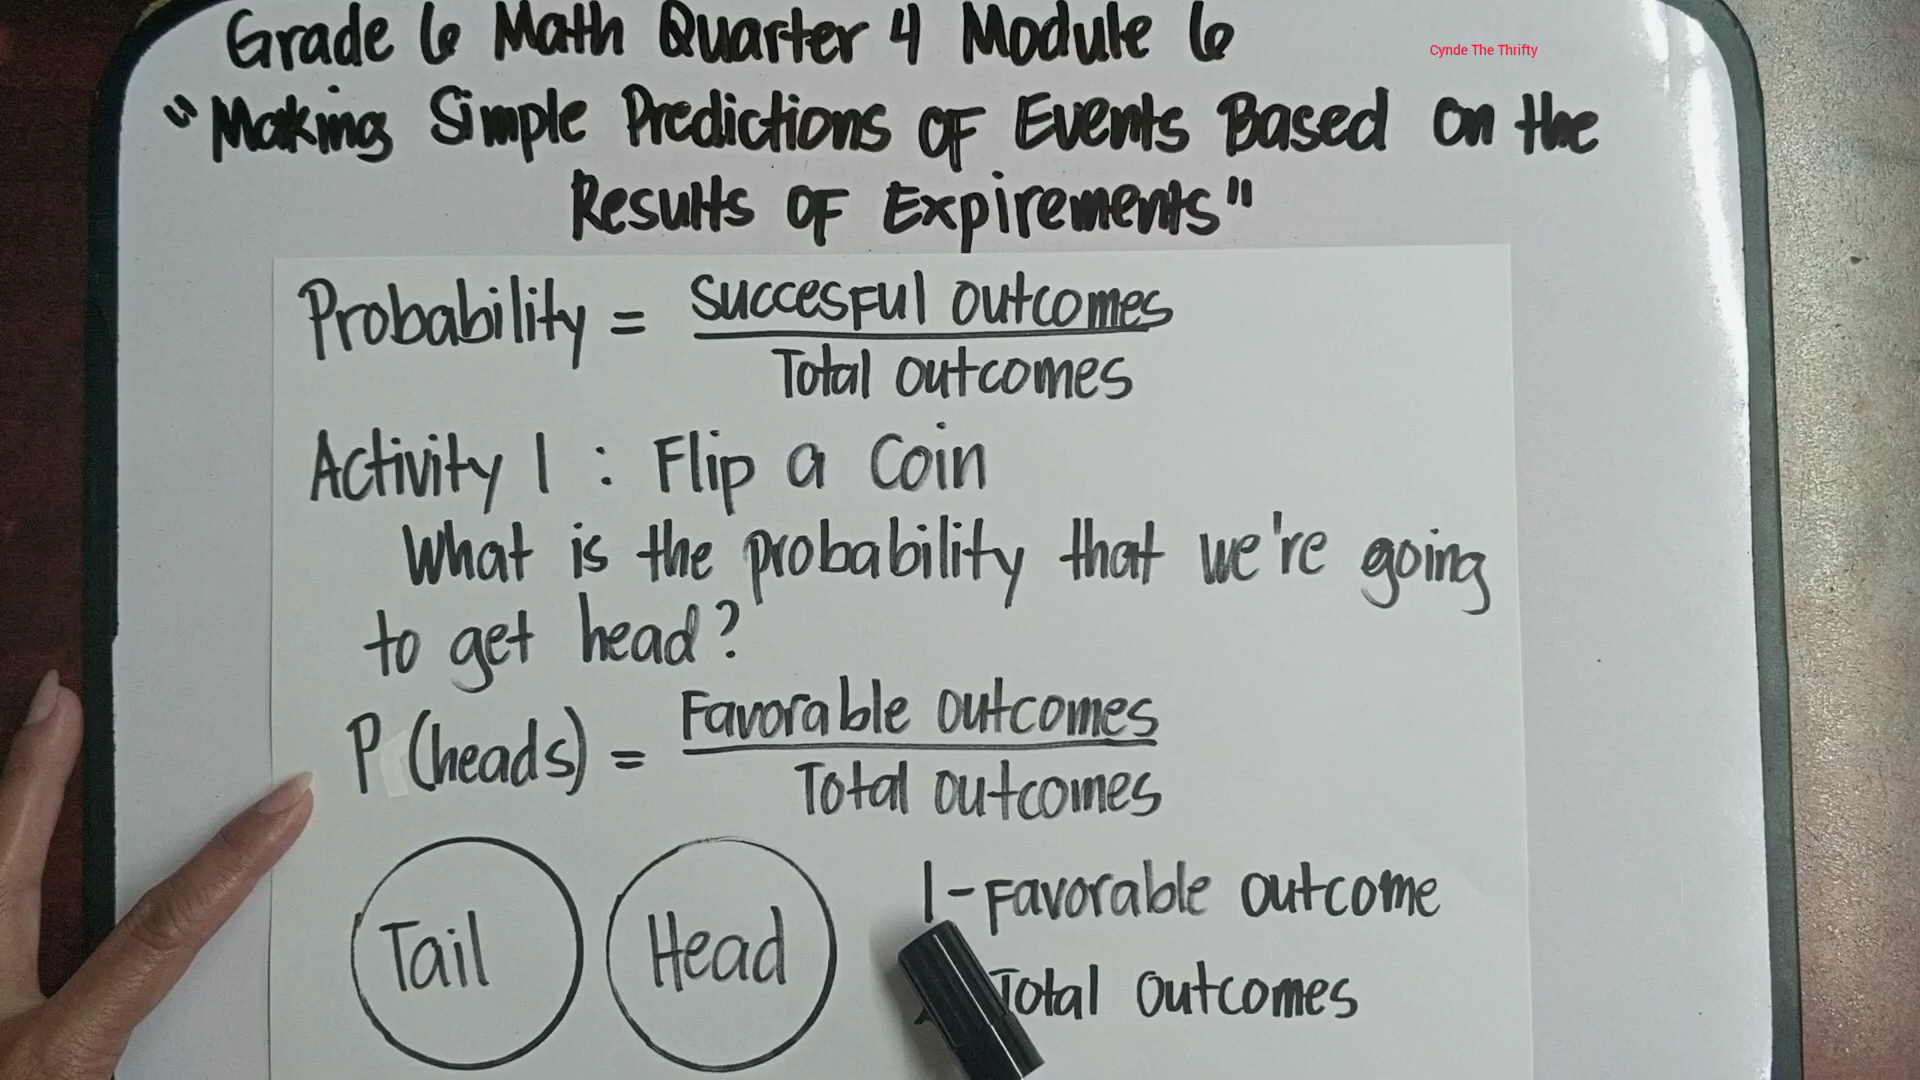 Grade 6 Math Quarter 4 Module 6
Cynde The Thrifty
"Making Simple Predictions OF Events Based on the
Results OF Expirements"
Probability = Succesful outcomes
Total outcomes
Activity 1 : Flip a Coin
What is the probability that we're going
to get head?
P (heads) = Favorable outcomes
Total outcomes
Tail
Head
1 - Favorable outcome
Total outcomes